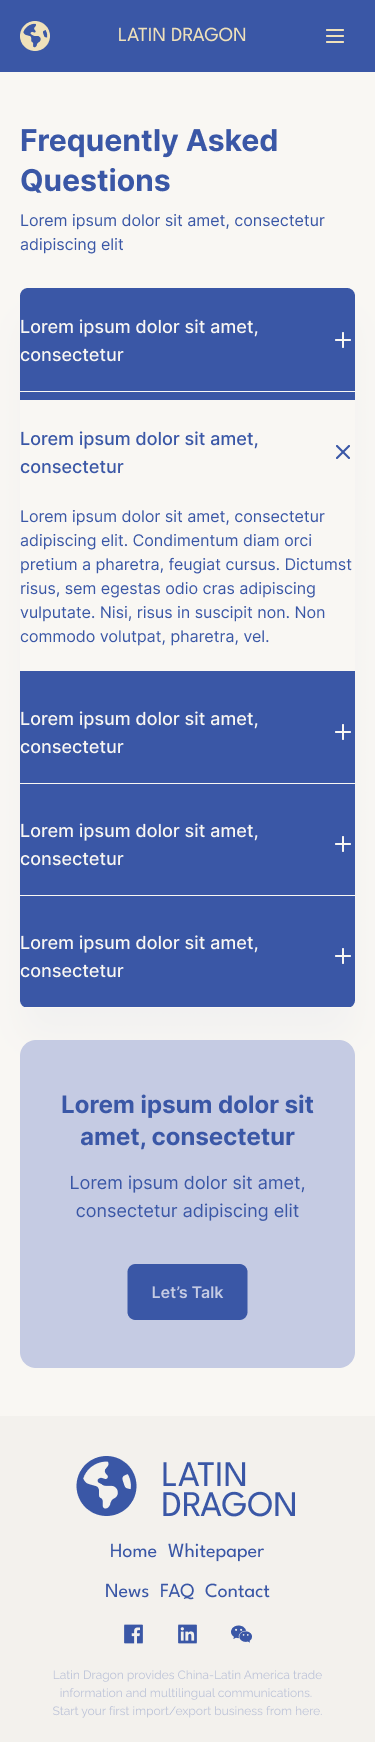 LATIN DRAGON
Frequently Asked
Questions
Lorem ipsum dolor sit amet, consectetur
adipiscing elit
Lorem ipsum dolor sit amet,
consectetur
Lorem ipsum dolor sit amet,
consectetur
Lorem ipsum dolor sit amet, consectetur
adipiscing elit. Condimentum diam orci
pretium a pharetra, feugiat cursus. Dictumst
risus, sem egestas odio cras adipiscing
vulputate. Nisi, risus in suscipit non. Non
commodo volutpat, pharetra, vel.
Lorem ipsum dolor sit amet,
consectetur
Lorem ipsum dolor sit amet,
consectetur
Lorem ipsum dolor sit amet,
consectetur
Lorem ipsum dolor sit
amet, consectetur
Lorem ipsum dolor sit amet,
consectetur adipiscing elit
Let’s Talk
LATIN
DRAGON
Home Whitepaper
News FAQ Contact
Latin Dragon provides China-Latin America trade
information and multilingual communications.
Start your first import/export business from here.